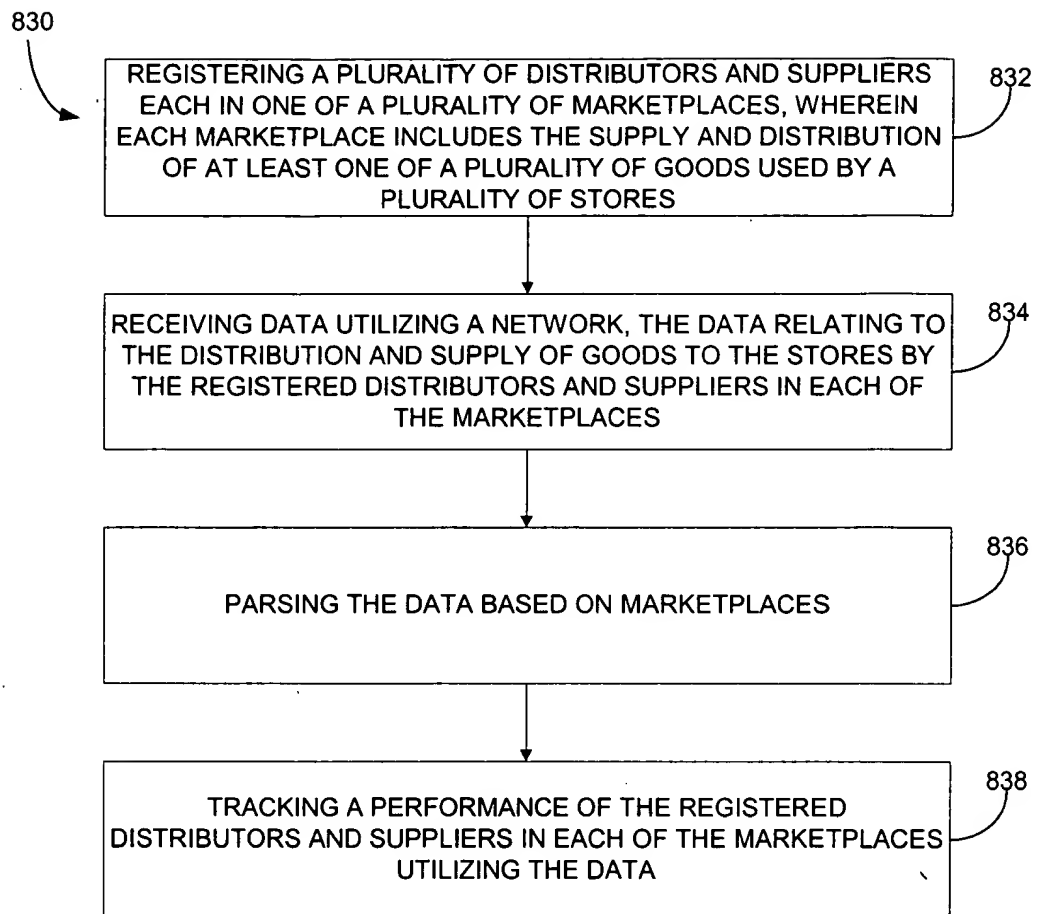 830
REGISTERING A PLURALITY OF DISTRIBUTORS AND SUPPLIERS
EACH IN ONE OF A PLURALITY OF MARKETPLACES, WHEREIN
EACH MARKETPLACE INCLUDES THE SUPPLY AND DISTRIBUTION
OF AT LEAST ONE OF A PLURALITY OF GOODS USED BY A
PLURALITY OF STORES
832
RECEIVING DATA UTILIZING A NETWORK, THE DATA RELATING TO
THE DISTRIBUTION AND SUPPLY OF GOODS TO THE STORES BY
THE REGISTERED DISTRIBUTORS AND SUPPLIERS IN EACH OF
THE MARKETPLACES
834
PARSING THE DATA BASED ON MARKETPLACES
836
TRACKING A PERFORMANCE OF THE REGISTERED
DISTRIBUTORS AND SUPPLIERS IN EACH OF THE MARKETPLACES
UTILIZING THE DATA
838